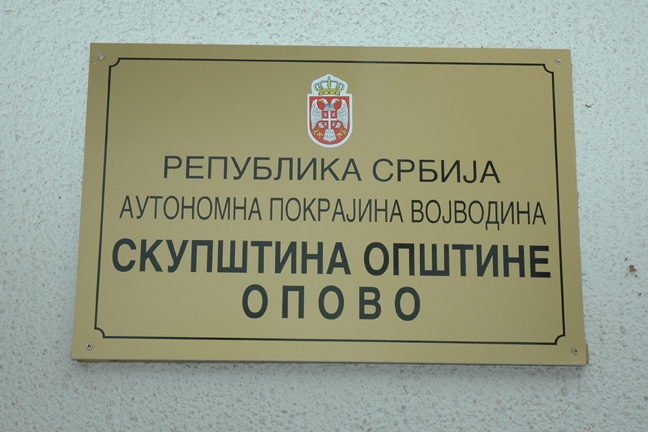 РЕПУБЛИКА СРБИЈА
АУТОНОМНА ПОКРАЈИНА ВОЈВОДИНА
СКУПШТИНА ОПШТИНЕ
ОПОВО